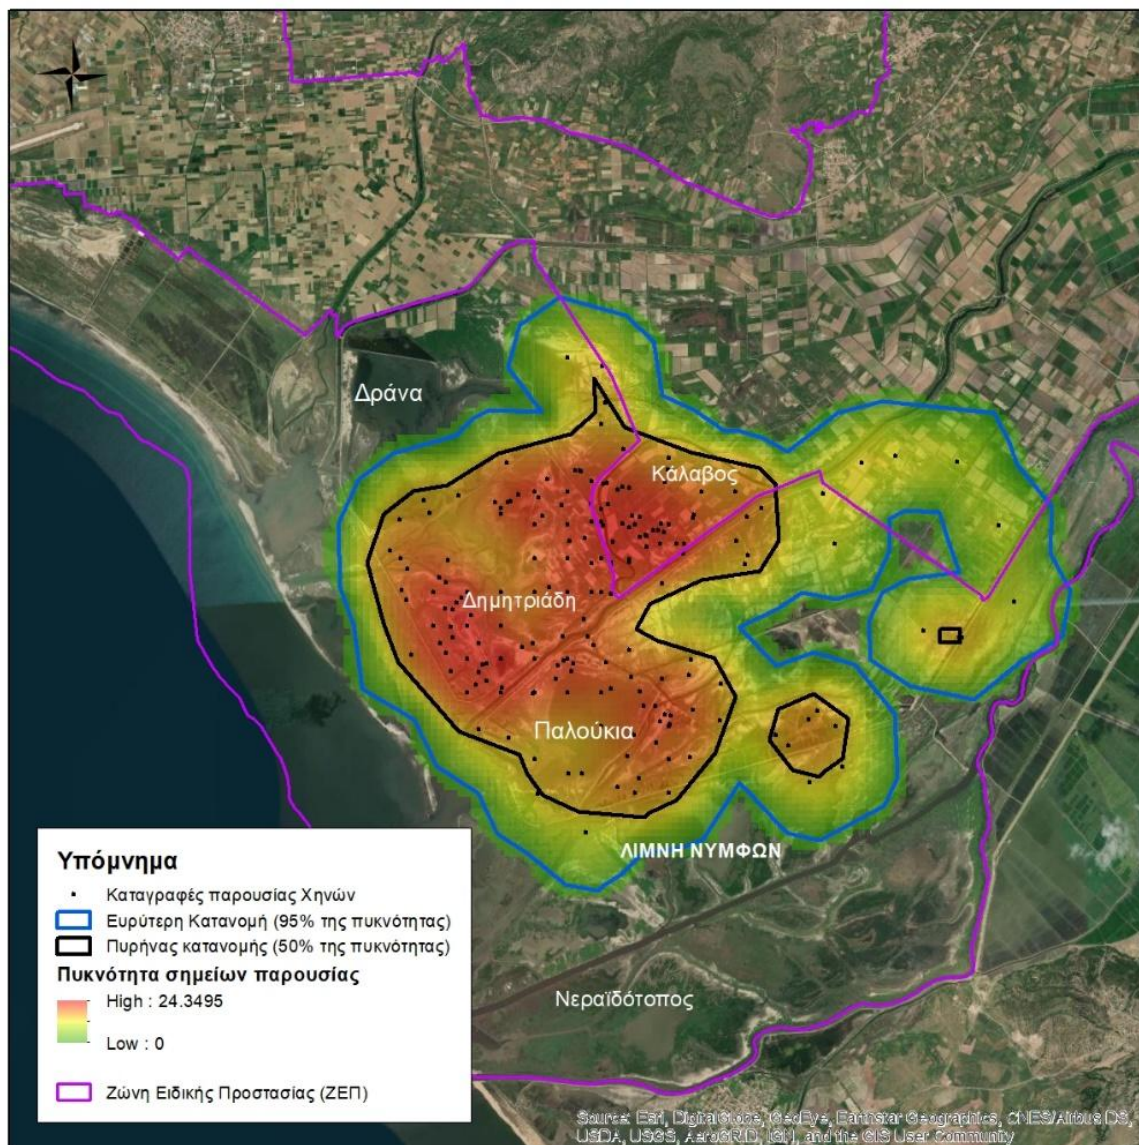 Δράνα
Κάλαβος
Δημητριάδη
Παλούκια
ΛΙΜΝΗ ΝΥΜΦΩΝ
Νεραϊδότοπος
Υπόμνημα
Καταγραφές παρουσίας Χηνών
Ευρύτερη Κατανομή (95% της πυκνότητας)
Πυρήνας κατανομής (50% της πυκνότητας)
Πυκνότητα σημείων παρουσίας
High : 24.3495
Low : 0
Ζώνη Ειδικής Προστασίας (ΖΕΠ)
Source: Esri, DigitalGlobe, GeoEye, Earthstar Geographics, CNES/Airbus DS,
USDA, USGS, AeroGRID, IGN, and the GIS User Community